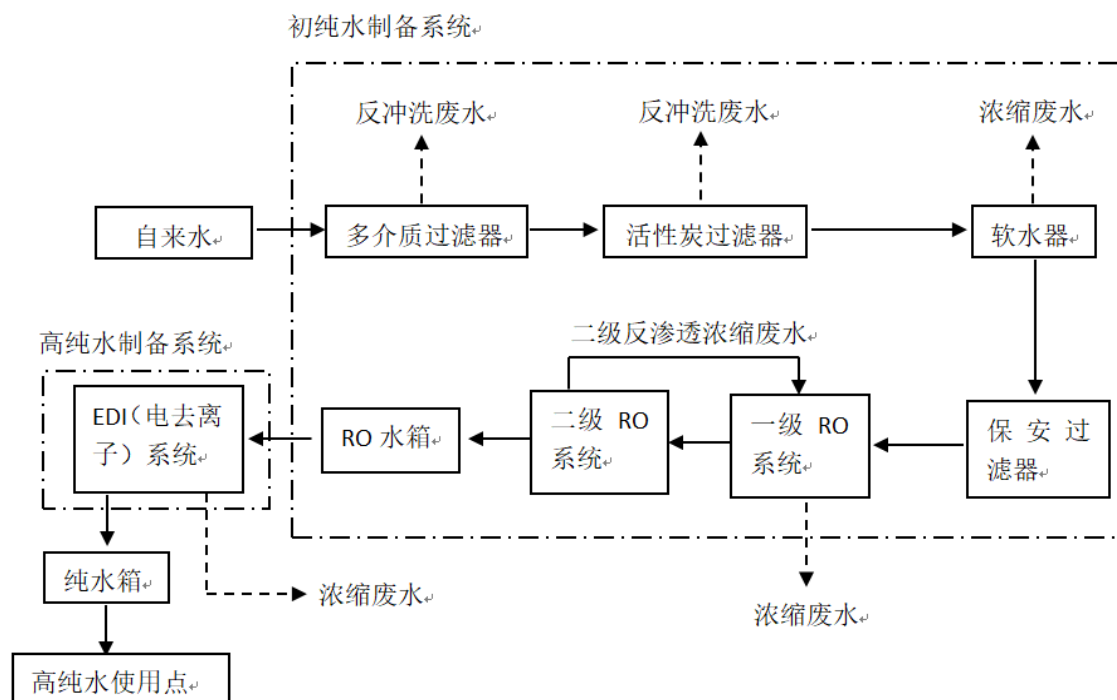 初纯水制备系统
反冲洗废水
反冲洗废水
浓缩废水
自来水
多介质过滤器
活性炭过滤器
软水器
高纯水制备系统
二级反渗透浓缩废水
EDI（电去离
子）系统
RO 水箱
二级 RO
系统
一级 RO
系统
保安过
滤器
纯水箱
浓缩废水
浓缩废水
高纯水使用点